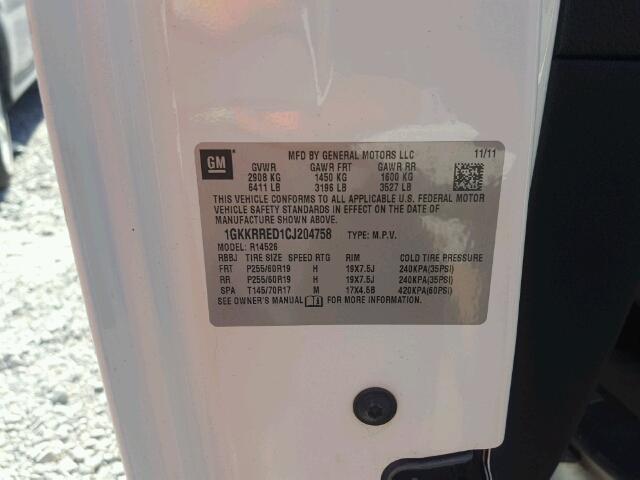 GM
MFD BY GENERAL MOTORS LLC 11/11
GVWR GAWR FRT GAWR RR
2908 KG 1450 KG 1600 KG
6411 LB 3196 LB 3527 LB
THIS VEHICLE CONFORMS TO ALL APPLICABLE U.S. FEDERAL MOTOR
VEHICLE SAFETY STANDARDS IN EFFECT ON THE DATE OF
MANUFACTURE SHOWN ABOVE.
1GKKRRED1CJ204758 TYPE: M.P.V.
MODEL: R14526
RBBJ TIRE SIZE SPEED RTG RIM COLD TIRE PRESSURE
FRT P255/60R19 H 19X7.5J 240KPA(35PSI)
RR P255/60R19 H 19X7.5J 240KPA(35PSI)
SPA T145/70R17 M 17X4.5B 420KPA(60PSI)
SEE OWNER'S MANUAL FOR MORE INFORMATION.